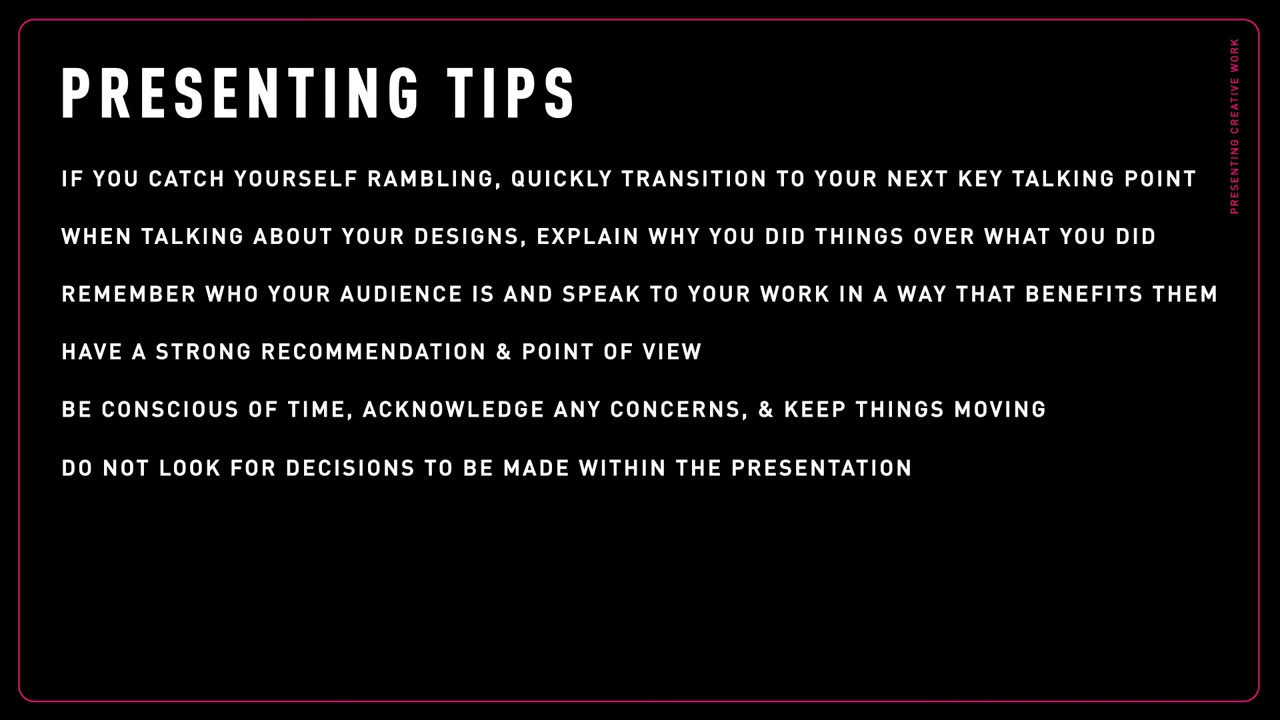 PRESENTING TIPS
IF YOU CATCH YOURSELF RAMBLING, QUICKLY TRANSITION TO YOUR NEXT KEY TALKING POINT
WHEN TALKING ABOUT YOUR DESIGNS, EXPLAIN WHY YOU DID THINGS OVER WHAT YOU DID
REMEMBER WHO YOUR AUDIENCE IS AND SPEAK TO YOUR WORK IN A WAY THAT BENEFITS THEM
HAVE A STRONG RECOMMENDATION & POINT OF VIEW
BE CONSCIOUS OF TIME, ACKNOWLEDGE ANY CONCERNS, & KEEP THINGS MOVING
DO NOT LOOK FOR DECISIONS TO BE MADE WITHIN THE PRESENTATION
PRESENTING CREATIVE WORK